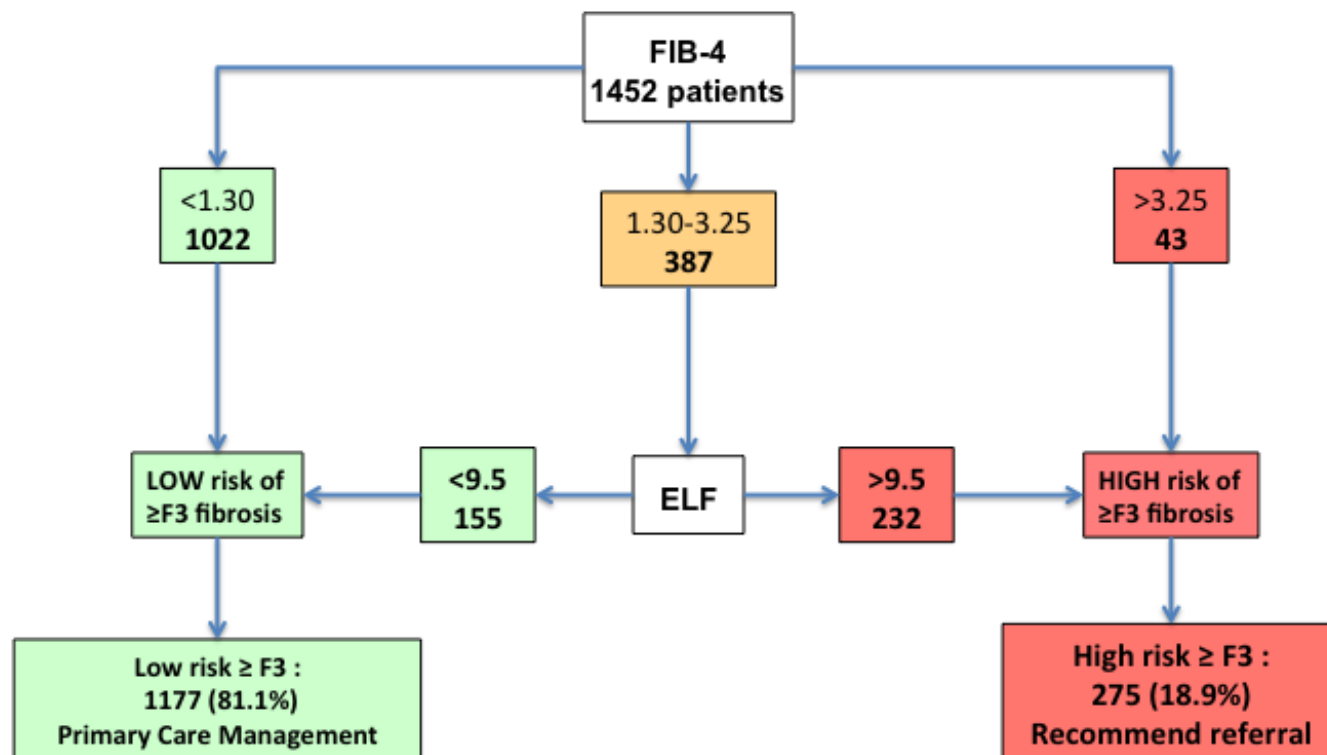 FIB-4
1452 patients
<1.30
1022
1.30-3.25
387
>3.25
43
LOW risk of
≥F3 fibrosis
<9.5
155
ELF
>9.5
232
HIGH risk of
≥F3 fibrosis
Low risk ≥ F3 :
1177 (81.1%)
Primary Care Management
High risk ≥ F3 :
275 (18.9%)
Recommend referral